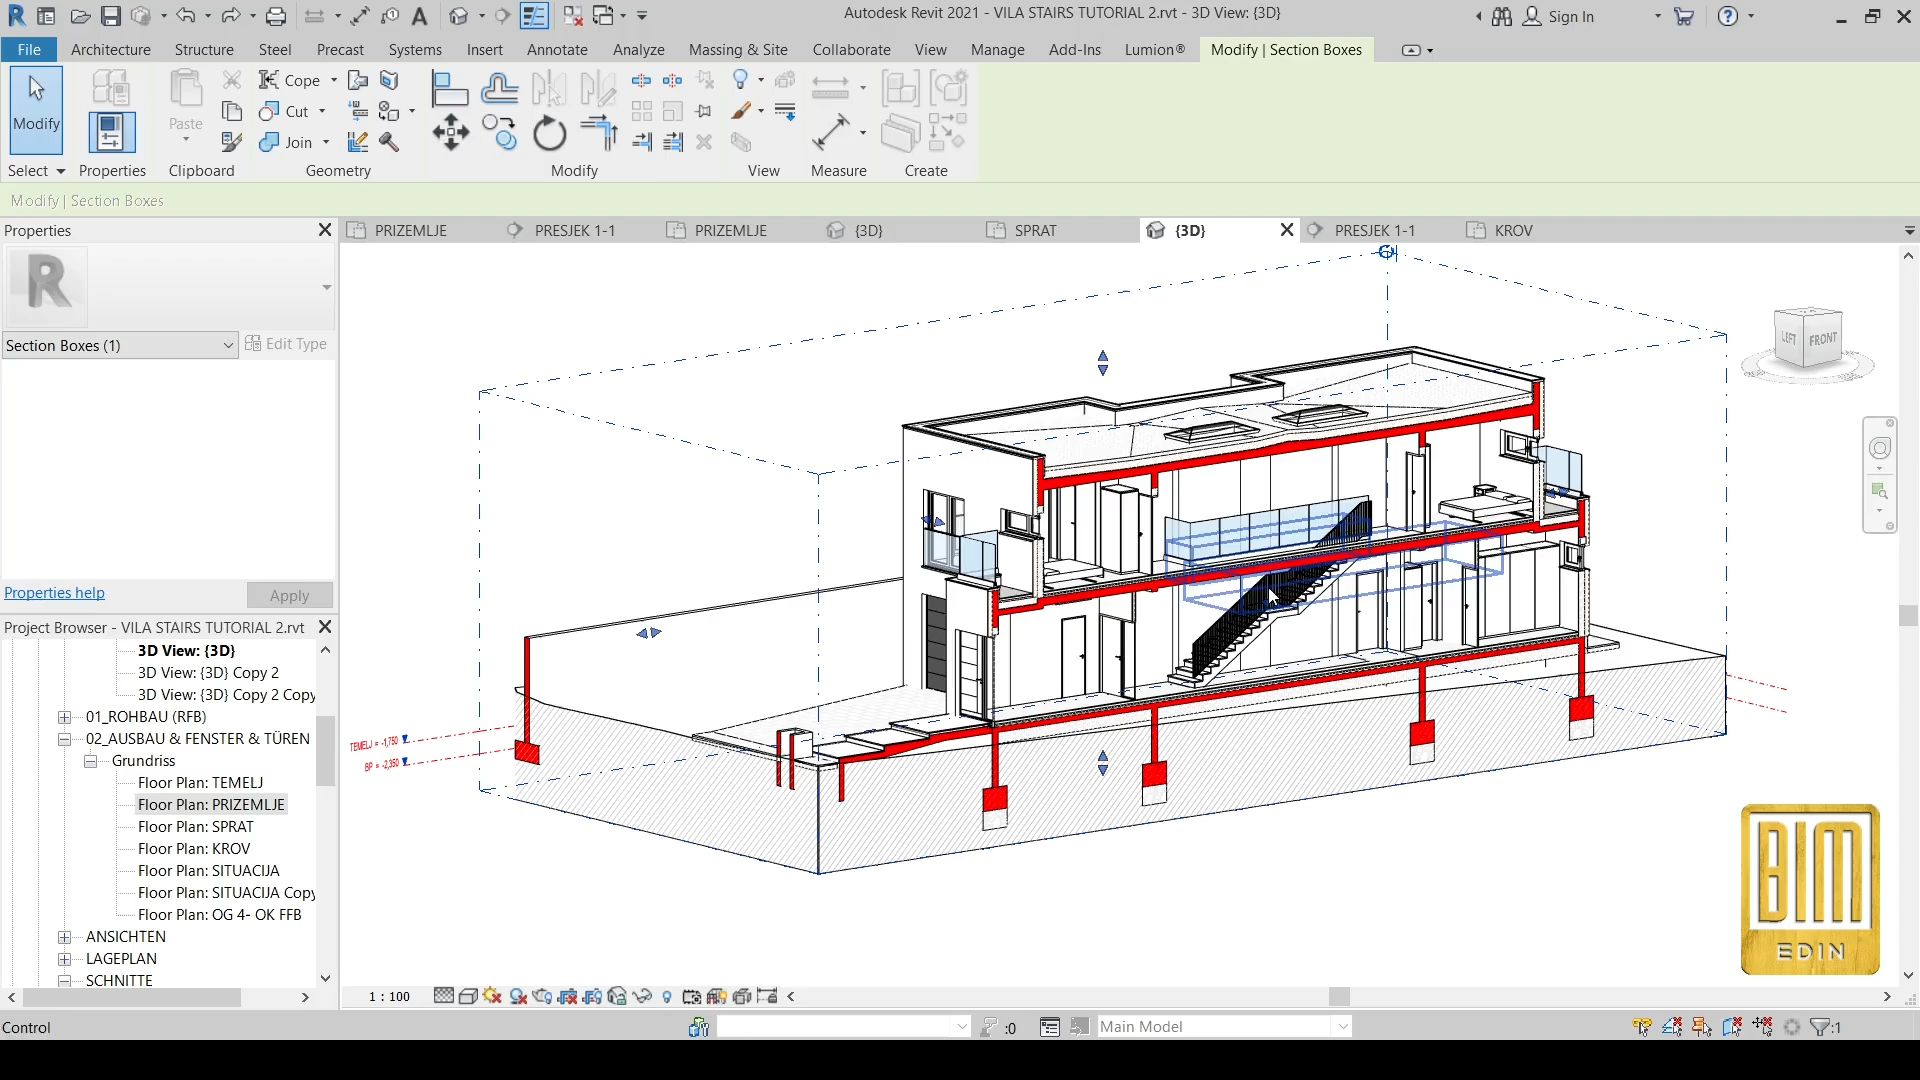 Autodesk Revit 2021 - VILA STAIRS TUTORIAL 2.rvt - 3D View: {3D}
Sign In
File Architecture Structure Steel Precast Systems Insert Annotate Analyze Massing & Site Collaborate View Manage Add-Ins Lumion® Modify | Section Boxes
Cope
Cut
Join
Modify
Paste
Select Properties Clipboard Geometry Modify View Measure Create
Modify | Section Boxes
Properties
PRIZEMLJE PRESJEK 1-1 PRIZEMLJE {3D} SPRAT {3D} PRESJEK 1-1 KROV
R
Section Boxes (1)
Edit Type
LEFT FRONT
Properties help
Apply
Project Browser - VILA STAIRS TUTORIAL 2.rvt
3D View: {3D}
3D View: {3D} Copy 2
3D View: {3D} Copy 2 Copy
01_ROHBAU (RFB)
02_AUSBAU & FENSTER & TÜREN
Grundriss
Floor Plan: TEMELJ
Floor Plan: PRIZEMLJE
Floor Plan: SPRAT
Floor Plan: KROV
Floor Plan: SITUACIJA
Floor Plan: SITUACIJA Copy
Floor Plan: OG 4- OK FFB
ANSICHTEN
LAGEPLAN
SCHNITTE
TEMELJ = -1,750
BP = -2,350
BIM
EDIN
1 : 100
Control
:0
Main Model
:1